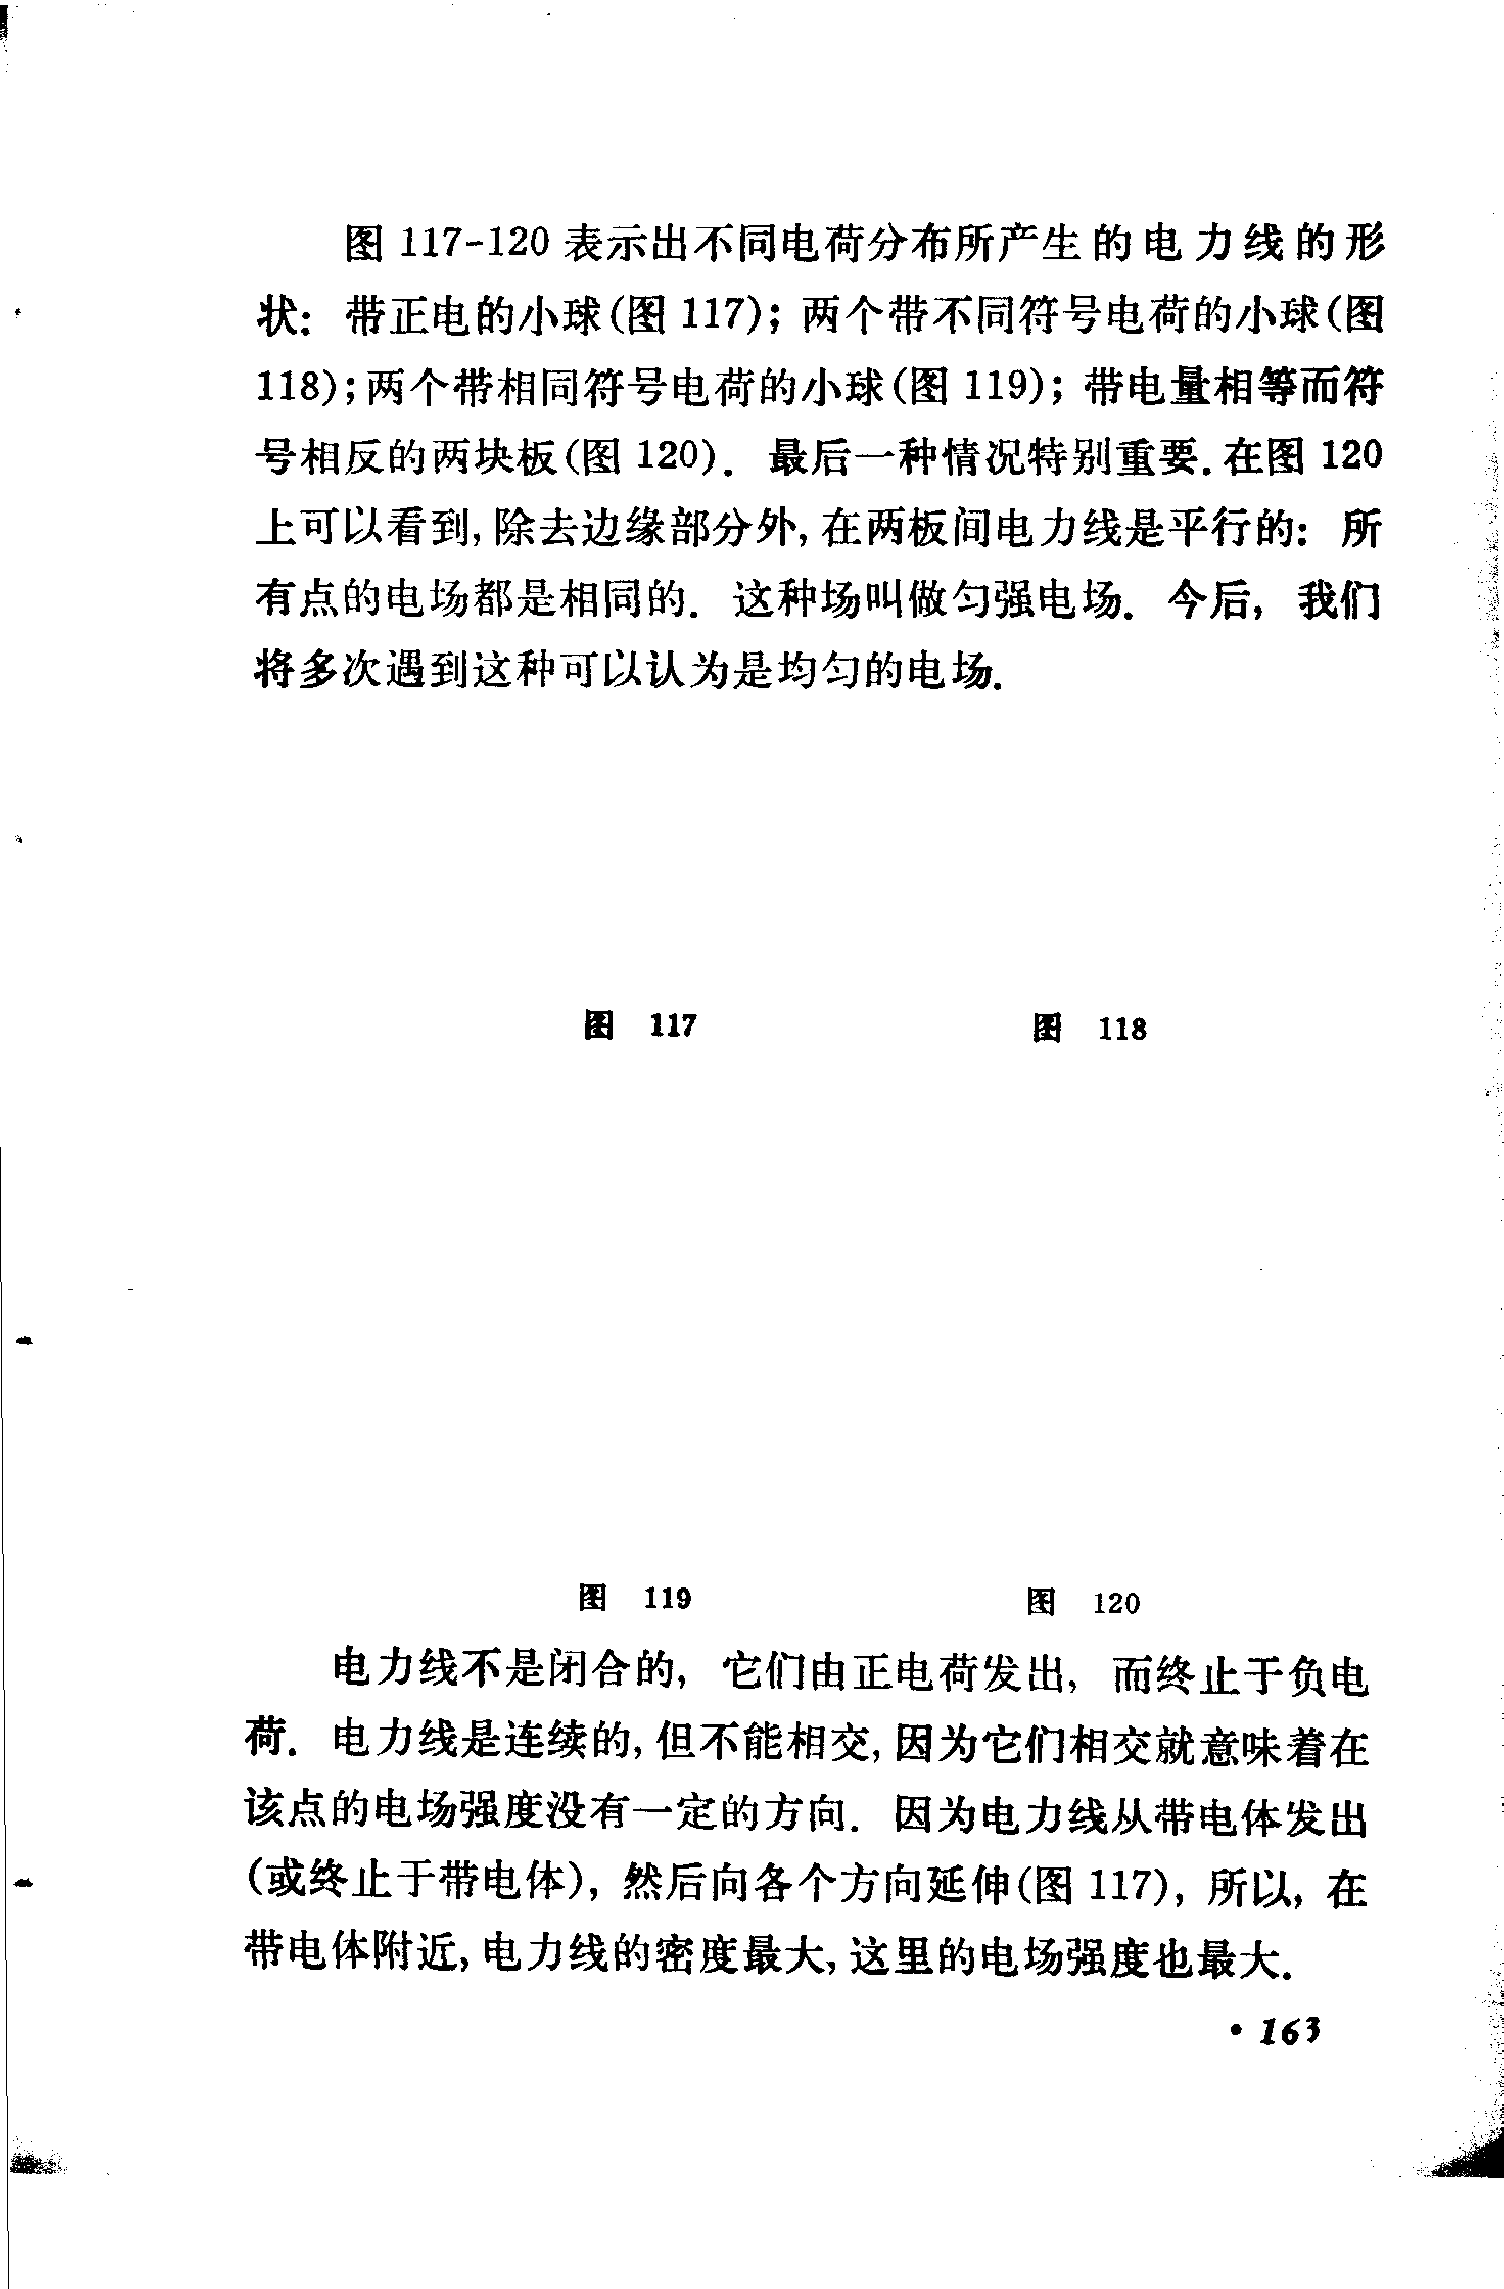 图 117-120 表示出不同电荷分布所产生的电力线的形
状: 带正电的小球(图 117); 两个带不同符号电荷的小球(图
118);两个带相同符号电荷的小球(图 119); 带电量相等而符
号相反的两块板(图 120). 最后一种情况特别重要.在图 120
上可以看到,除去边缘部分外,在两板间电力线是平行的: 所
有点的电场都是相同的. 这种场叫做匀强电场. 今后, 我们
将多次遇到这种可以认为是均匀的电场.
图 117
图 118
图 119
图 120
电力线不是闭合的, 它们由正电荷发出, 而终止于负电
荷. 电力线是连续的,但不能相交,因为它们相交就意味着在
该点的电场强度没有一定的方向. 因为电力线从带电体发出
(或终止于带电体), 然后向各个方向延伸(图 117), 所以, 在
带电体附近,电力线的密度最大,这里的电场强度也最大.
• 163